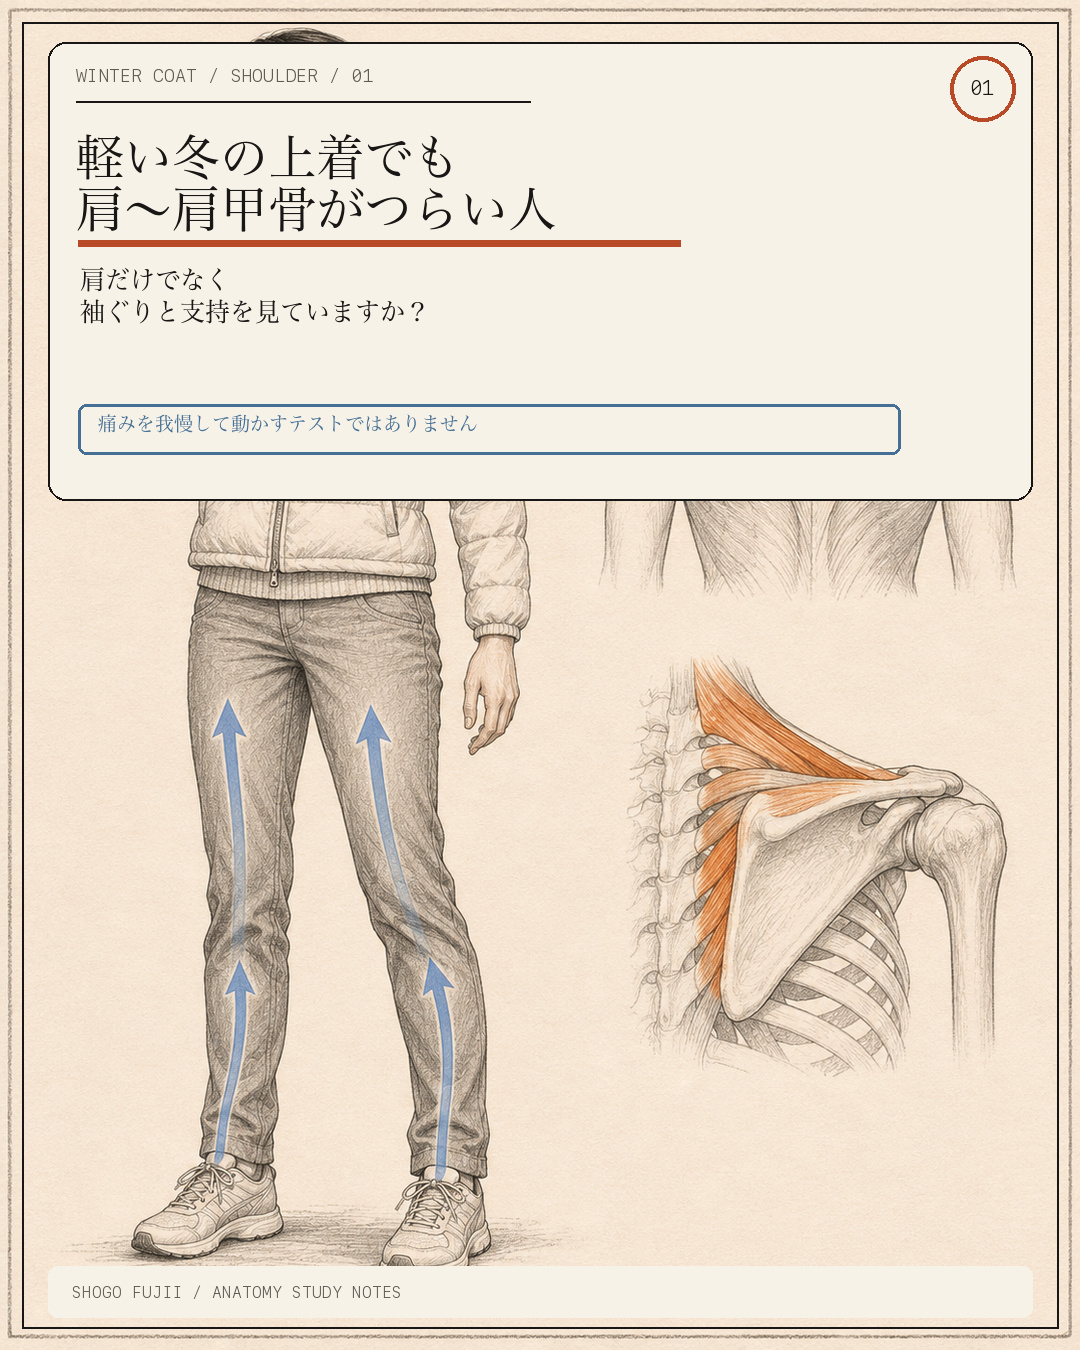 WINTER COAT / SHOULDER / 01
01
軽い冬の上着でも
肩〜肩甲骨がつらい人
肩だけでなく
袖ぐりと支持を見ていますか？
痛みを我慢して動かすテストではありません
SHOGO FUJII / ANATOMY STUDY NOTES